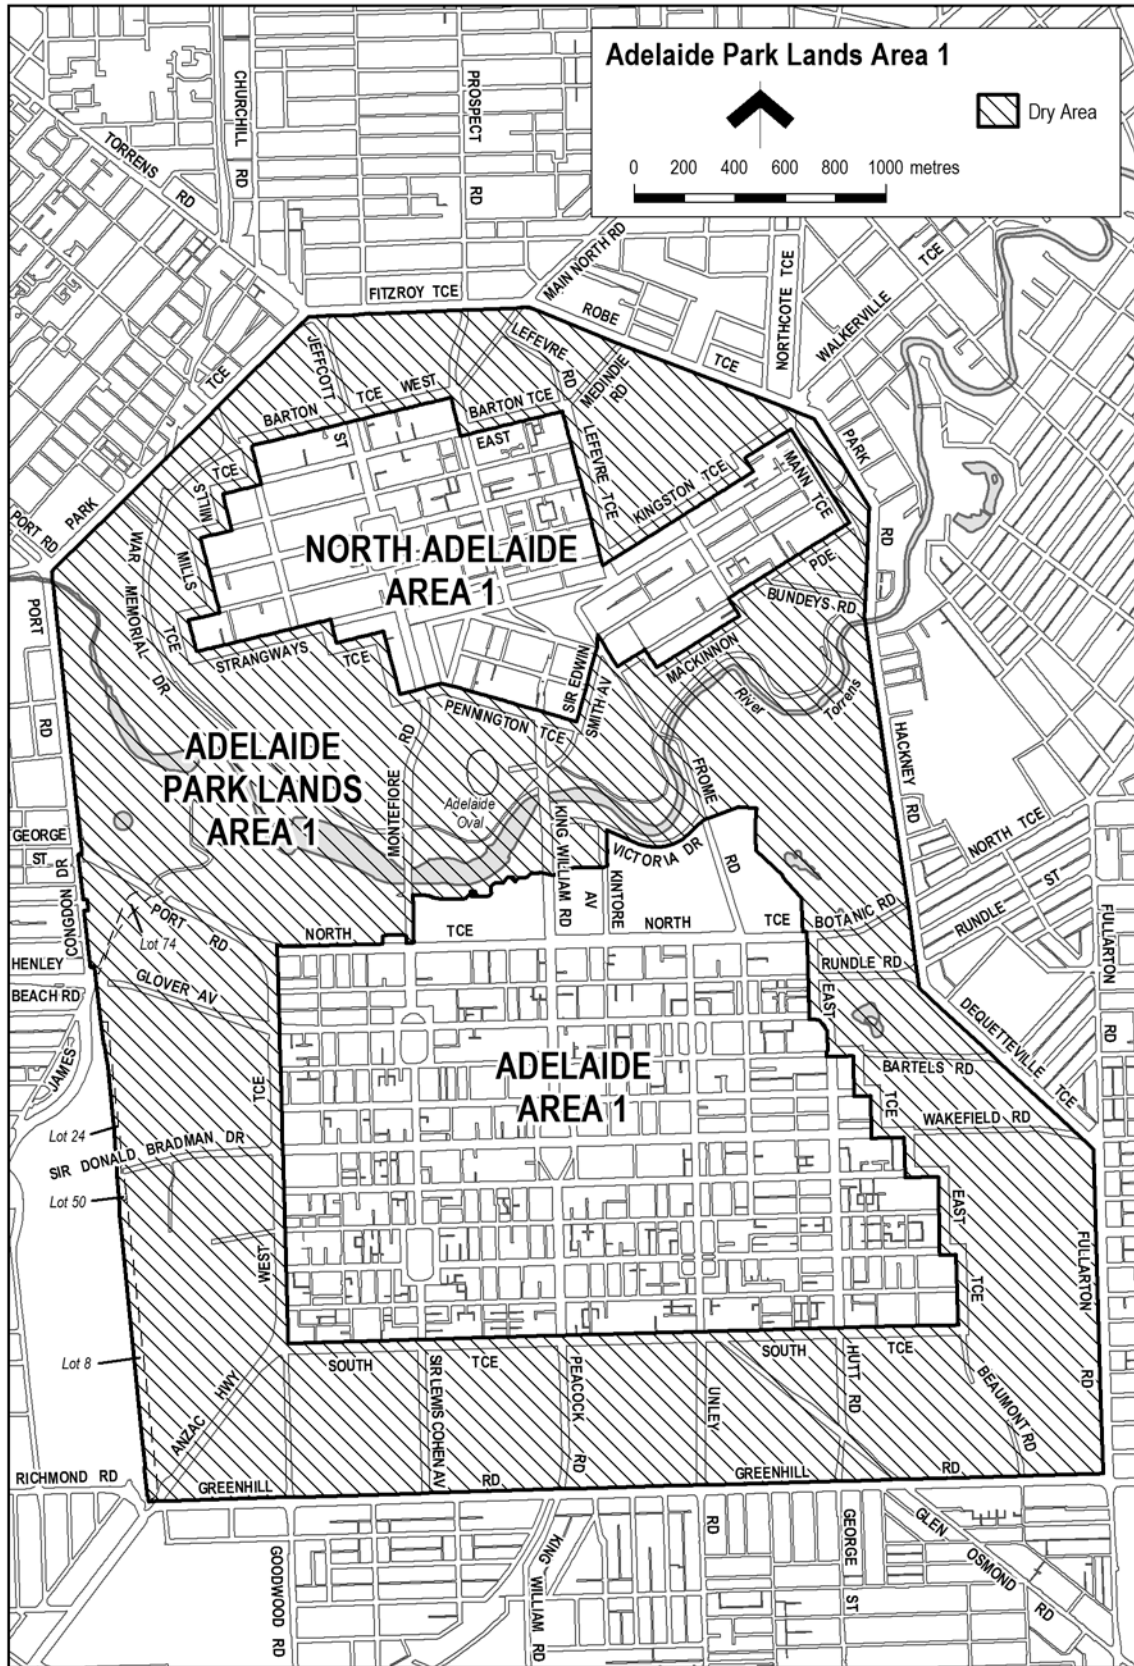 Adelaide Park Lands Area 1
Dry Area
0 200 400 600 800 1000 metres
CHURCHILL
RD
PROSPECT
RD
TORRENS
RD
MAIN NORTH RD
NORTHCOTE TCE
WALKERVILLE
TCE
FITZROY TCE
ROBE
TCE
JEFFCOTT
ST
LEFEVRE
RD
MEDINDIE
RD
PARK
TCE
BARTON
TCE
WEST
BARTON TCE
EAST
LEFEVRE TCE
KINGSTON TCE
MANN TCE
PARK
RD
PORT RD
MILLS
TCE
WAR
MEMORIAL
DR
MILLS
TCE
NORTH ADELAIDE
AREA 1
PDE
BUNDEYS RD
MACKINNON
PORT
RD
STRANGWAYS
TCE
SIR EDWIN
SMITH AV
PENNINGTON
TCE
River
Torrens
HACKNEY
RD
ADELAIDE
PARK LANDS
AREA 1
MONTEFIORE
RD
Adelaide
Oval
FROME
RD
KING WILLIAM RD
VICTORIA DR
KINTORE
AV
GEORGE
ST
CONGDON
DR
PORT
RD
Lot 74
NORTH
TCE
NORTH
TCE
BOTANIC RD
NORTH TCE
RUNDLE
ST
FULLARTON
RD
HENLEY
BEACH RD
GLOVER AV
RUNDLE RD
EAST
TCE
DEQUETTEVILLE
TCE
JAMES
TCE
WEST
ADELAIDE
AREA 1
BARTELS RD
WAKEFIELD RD
Lot 24
SIR DONALD BRADMAN DR
Lot 50
EAST
TCE
FULLARTON
RD
Lot 8
ANZAC
HWY
SOUTH
TCE
SIR LEWIS COHEN AV
PEACOCK
RD
UNLEY
RD
SOUTH
TCE
HUTT
RD
BEAUMONT RD
RICHMOND RD
GREENHILL
RD
GREENHILL
RD
GOODWOOD RD
KING
WILLIAM RD
GEORGE
ST
GLEN
OSMOND
RD